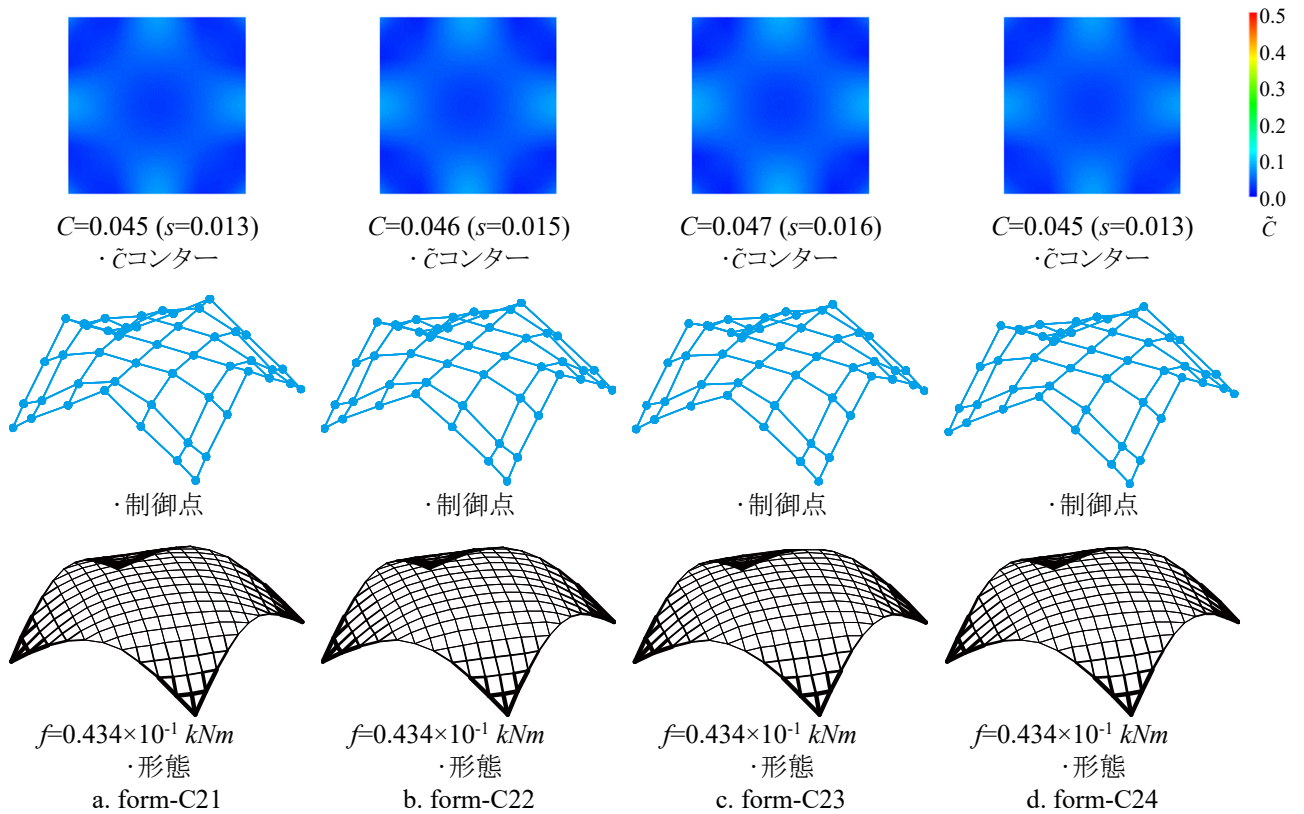 0.5
0.4
0.3
0.2
0.1
0.0
C̃
C=0.045 (s=0.013)
C=0.046 (s=0.015)
C=0.047 (s=0.016)
C=0.045 (s=0.013)
・C̃コンター
・C̃コンター
・C̃コンター
・C̃コンター
・制御点
・制御点
・制御点
・制御点
f=0.434×10⁻¹ kNm
f=0.434×10⁻¹ kNm
f=0.434×10⁻¹ kNm
f=0.434×10⁻¹ kNm
・形態
・形態
・形態
・形態
a. form-C21
b. form-C22
c. form-C23
d. form-C24